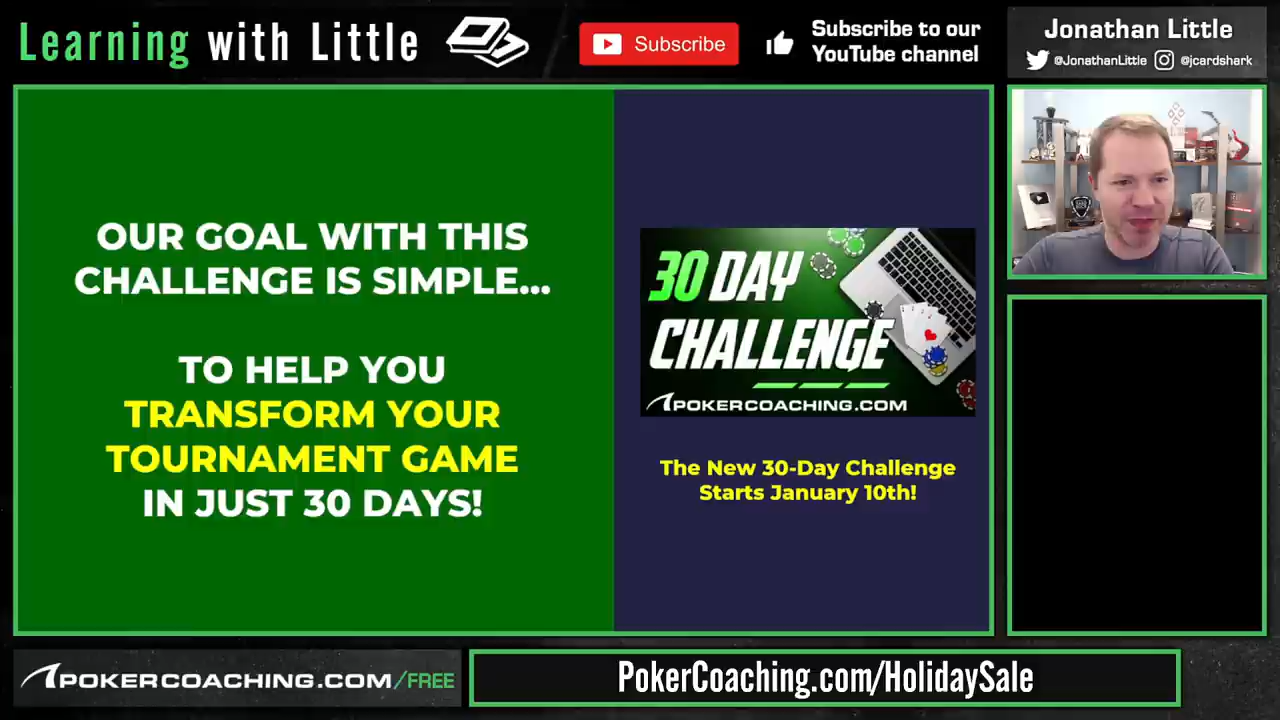 Learning with Little
Subscribe
Subscribe to our
YouTube channel
Jonathan Little
@JonathanLittle @jcardshark
OUR GOAL WITH THIS
CHALLENGE IS SIMPLE...
TO HELP YOU
TRANSFORM YOUR
TOURNAMENT GAME
IN JUST 30 DAYS!
30 DAY
CHALLENGE
POKERCOACHING.COM
The New 30-Day Challenge
Starts January 10th!
POKERCOACHING.COM/FREE
PokerCoaching.com/HolidaySale